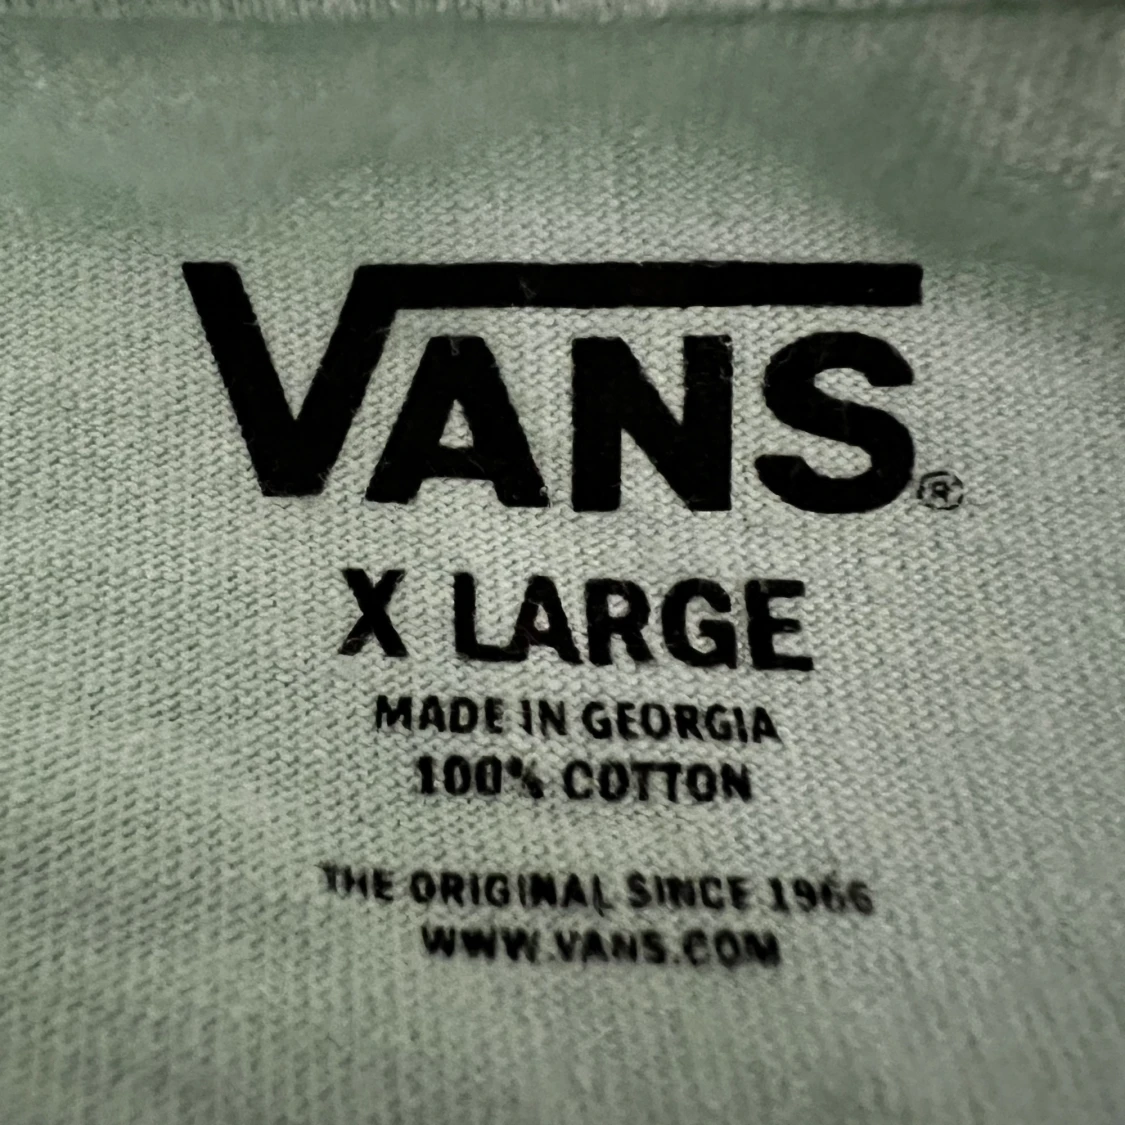 VANS®
X LARGE
MADE IN GEORGIA
100% COTTON
THE ORIGINAL SINCE 1966
WWW.VANS.COM